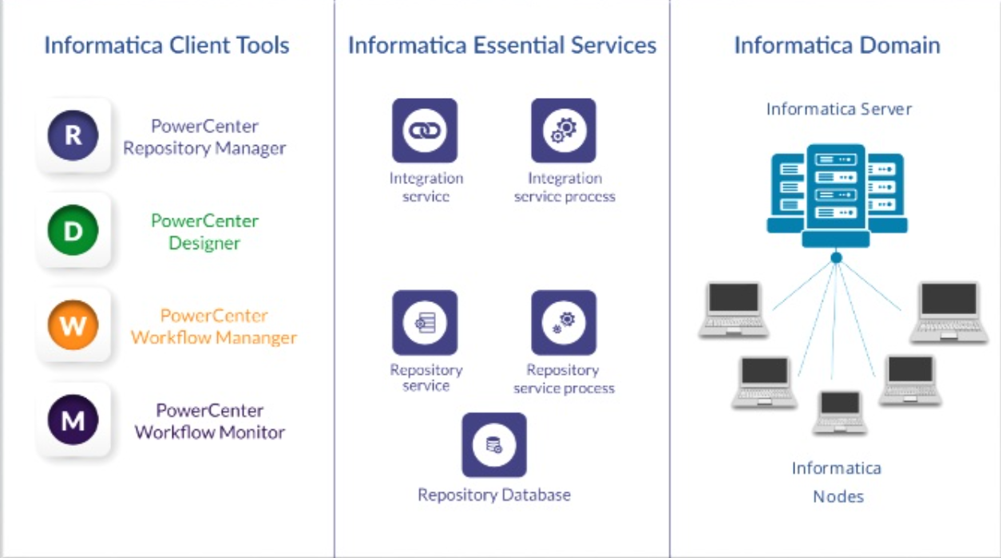 Informatica Client Tools
R
PowerCenter
Repository Manager
D
PowerCenter
Designer
W
PowerCenter
Workflow Mananger
M
PowerCenter
Workflow Monitor
Informatica Essential Services
Integration
service
Integration
service process
Repository
service
Repository
service process
Repository Database
Informatica Domain
Informatica Server
Informatica
Nodes